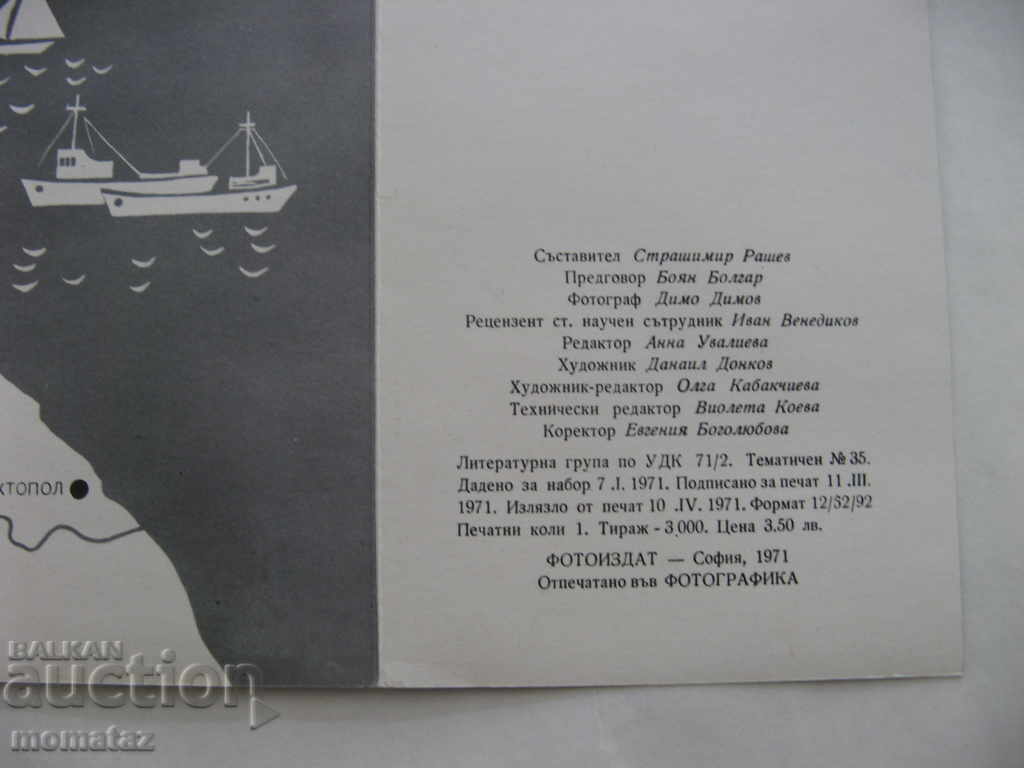 Съставител Страшимир Рашев
Предговор Боян Болгар
Фотограф Димо Димов
Рецензент ст. научен сътрудник Иван Венедиков
Редактор Анна Увалиева
Художник Данаил Донков
Художник-редактор Олга Кабакчиева
Технически редактор Виолета Коева
Коректор Евгения Боголюбова
Литературна група по УДК 71/2. Тематичен № 35.
Дадено за набор 7 .I. 1971. Подписано за печат 11 .III.
1971. Излязло от печат 10 .IV. 1971. Формат 12/52/92
Печатни коли 1. Тираж - 3.000. Цена 3.50 лв.
ФОТОИЗДАТ — София, 1971
Отпечатано във ФОТОГРАФИКА
ХТОПОЛ
BALKAN
auction
momataz